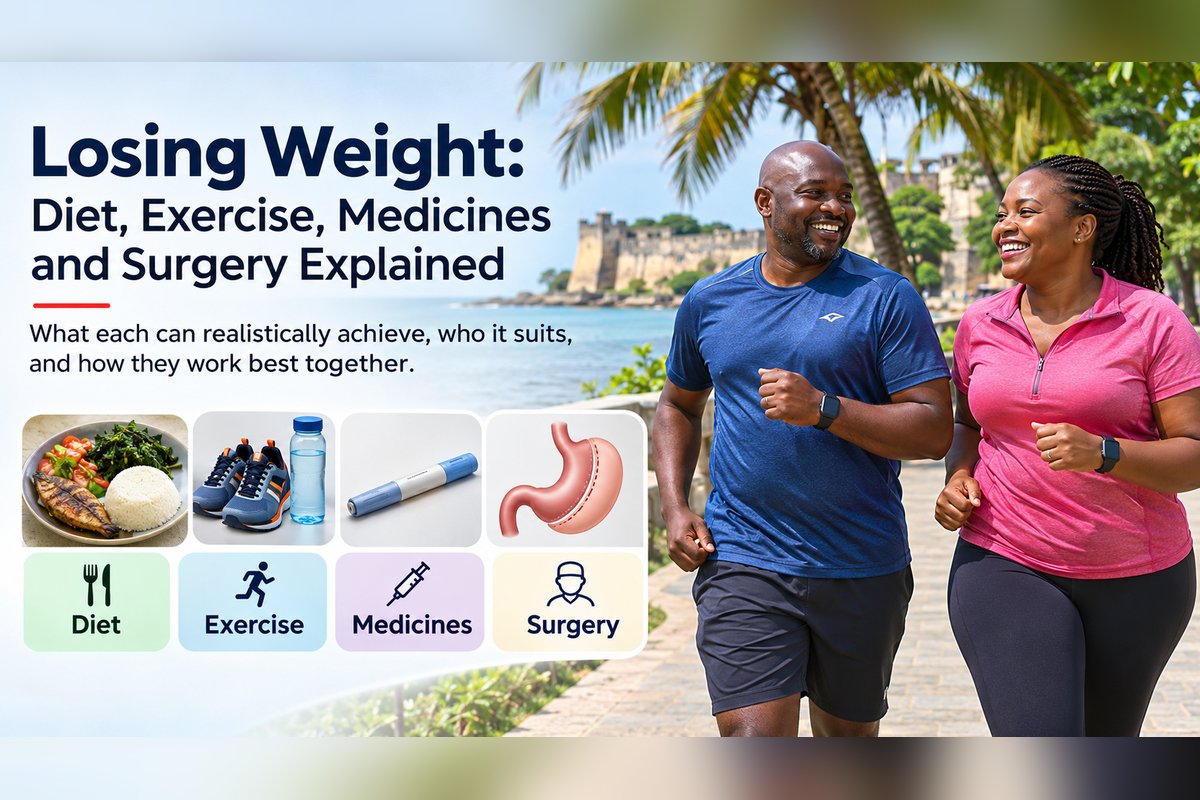 Losing Weight:
Diet, Exercise, Medicines
and Surgery Explained
What each can realistically achieve, who it suits,
and how they work best together.
Diet
Exercise
Medicines
Surgery